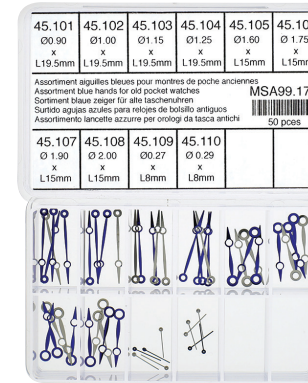 45.101 45.102 45.103 45.104 45.105
Ø0.90 Ø1.00 Ø1.15 Ø1.25 Ø1.60 Ø 1.75
x x x x x x
L19.5mm L19.5mm L19.5mm L19.5mm L15mm
Assortiment aiguilles bleues pour montres de poche anciennes
Assortment blue hands for old pocket watches
Sortiment blaue zeiger für alte taschenuhren
Surtido agujas azules para relojes de bolsillo antiguos
Assortimento lancette azzurre per orologi da tasca antichi
MSA99.17
50 pces
45.107 45.108 45.109 45.110
Ø 1.90 Ø 2.00 Ø0.27 Ø 0.29
x x x x
L15mm L15mm L8mm L8mm